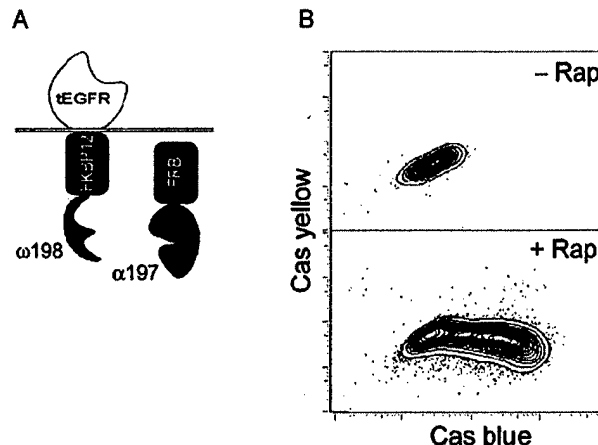 A
B
tEGFR
FKBP12
FRB
ω198
α197
– Rap
+ Rap
Cas yellow
Cas blue